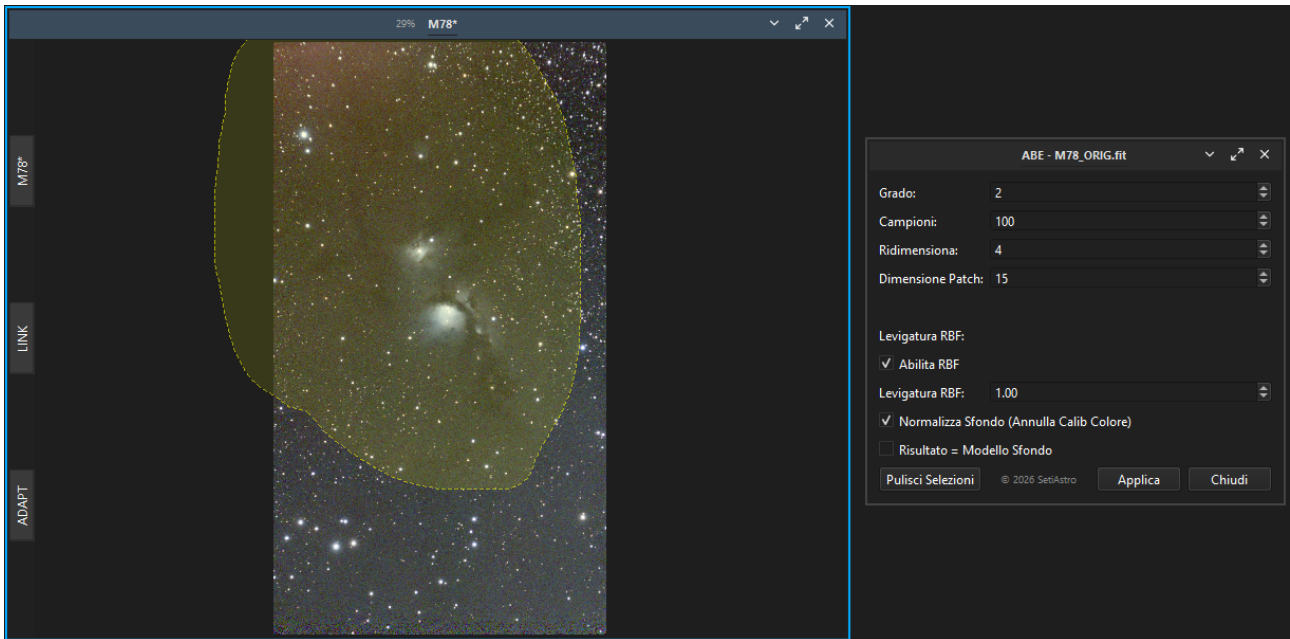 29% M78*
M78*
LINK
ADAPT
ABE - M78_ORIG.fit
Grado: 2
Campioni: 100
Ridimensiona: 4
Dimensione Patch: 15
Levigatura RBF:
Abilita RBF
Levigatura RBF: 1.00
Normalizza Sfondo (Annulla Calib Colore)
Risultato = Modello Sfondo
Pulisci Selezioni © 2026 SetiAstro Applica Chiudi